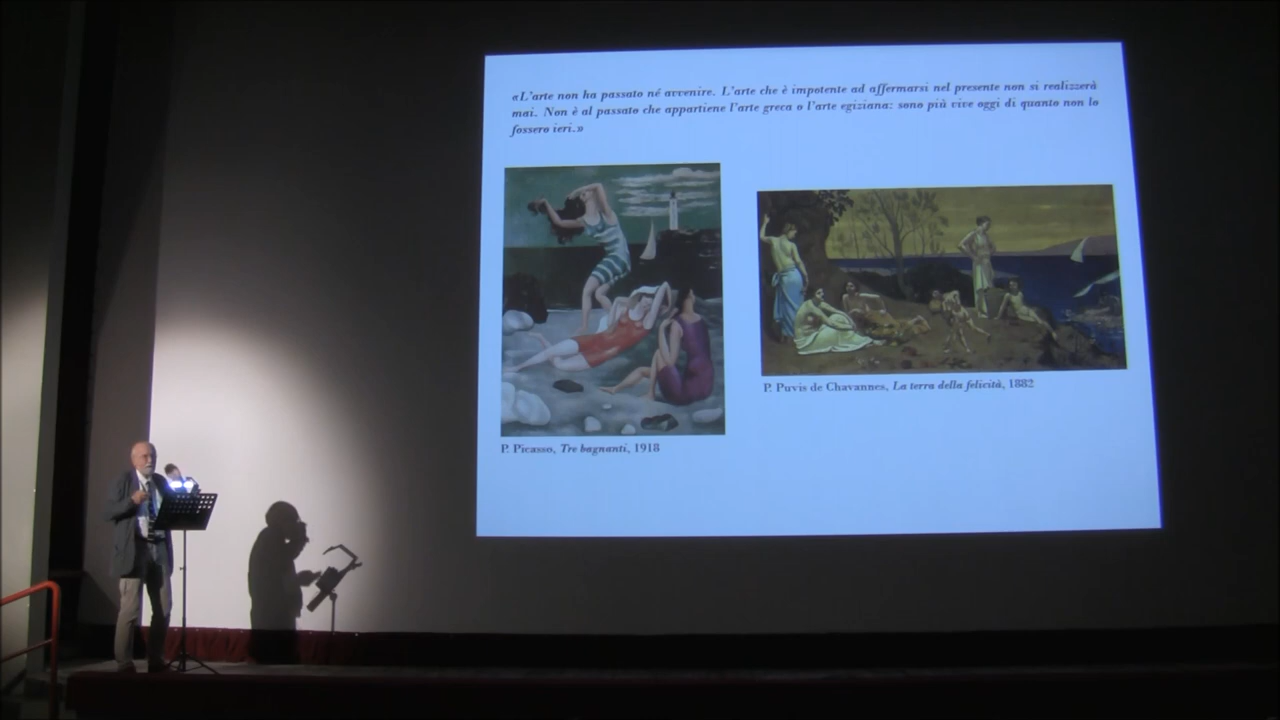 «L'arte non ha passato né avvenire. L'arte che è impotente ad affermarsi nel presente non si realizzerà
mai. Non è al passato che appartiene l'arte greca o l'arte egiziana: sono più vive oggi di quanto non lo
fossero ieri.»
P. Puvis de Chavannes, La terra della felicità, 1882
P. Picasso, Tre bagnanti, 1918